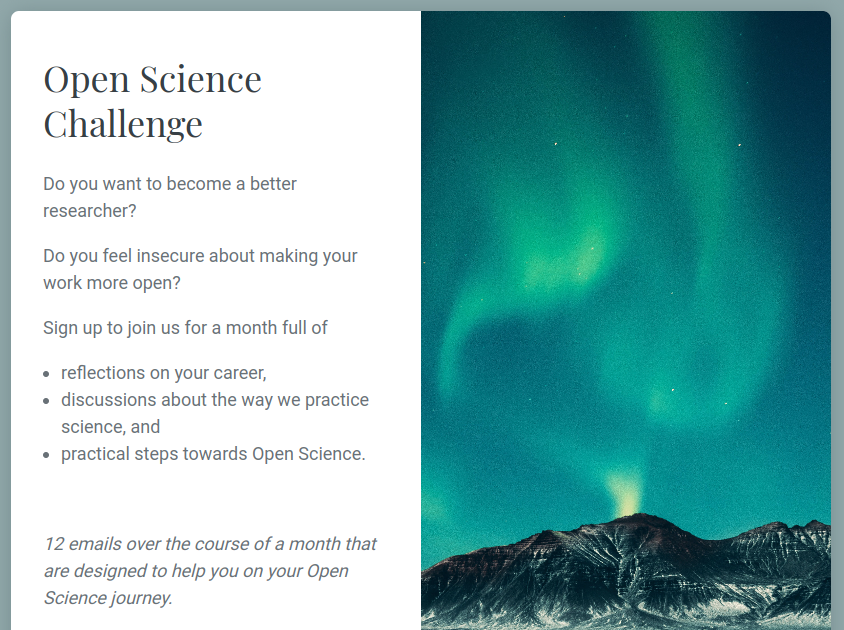 Open Science
Challenge
Do you want to become a better
researcher?
Do you feel insecure about making your
work more open?
Sign up to join us for a month full of
• reflections on your career,
• discussions about the way we practice
science, and
• practical steps towards Open Science.
12 emails over the course of a month that
are designed to help you on your Open
Science journey.